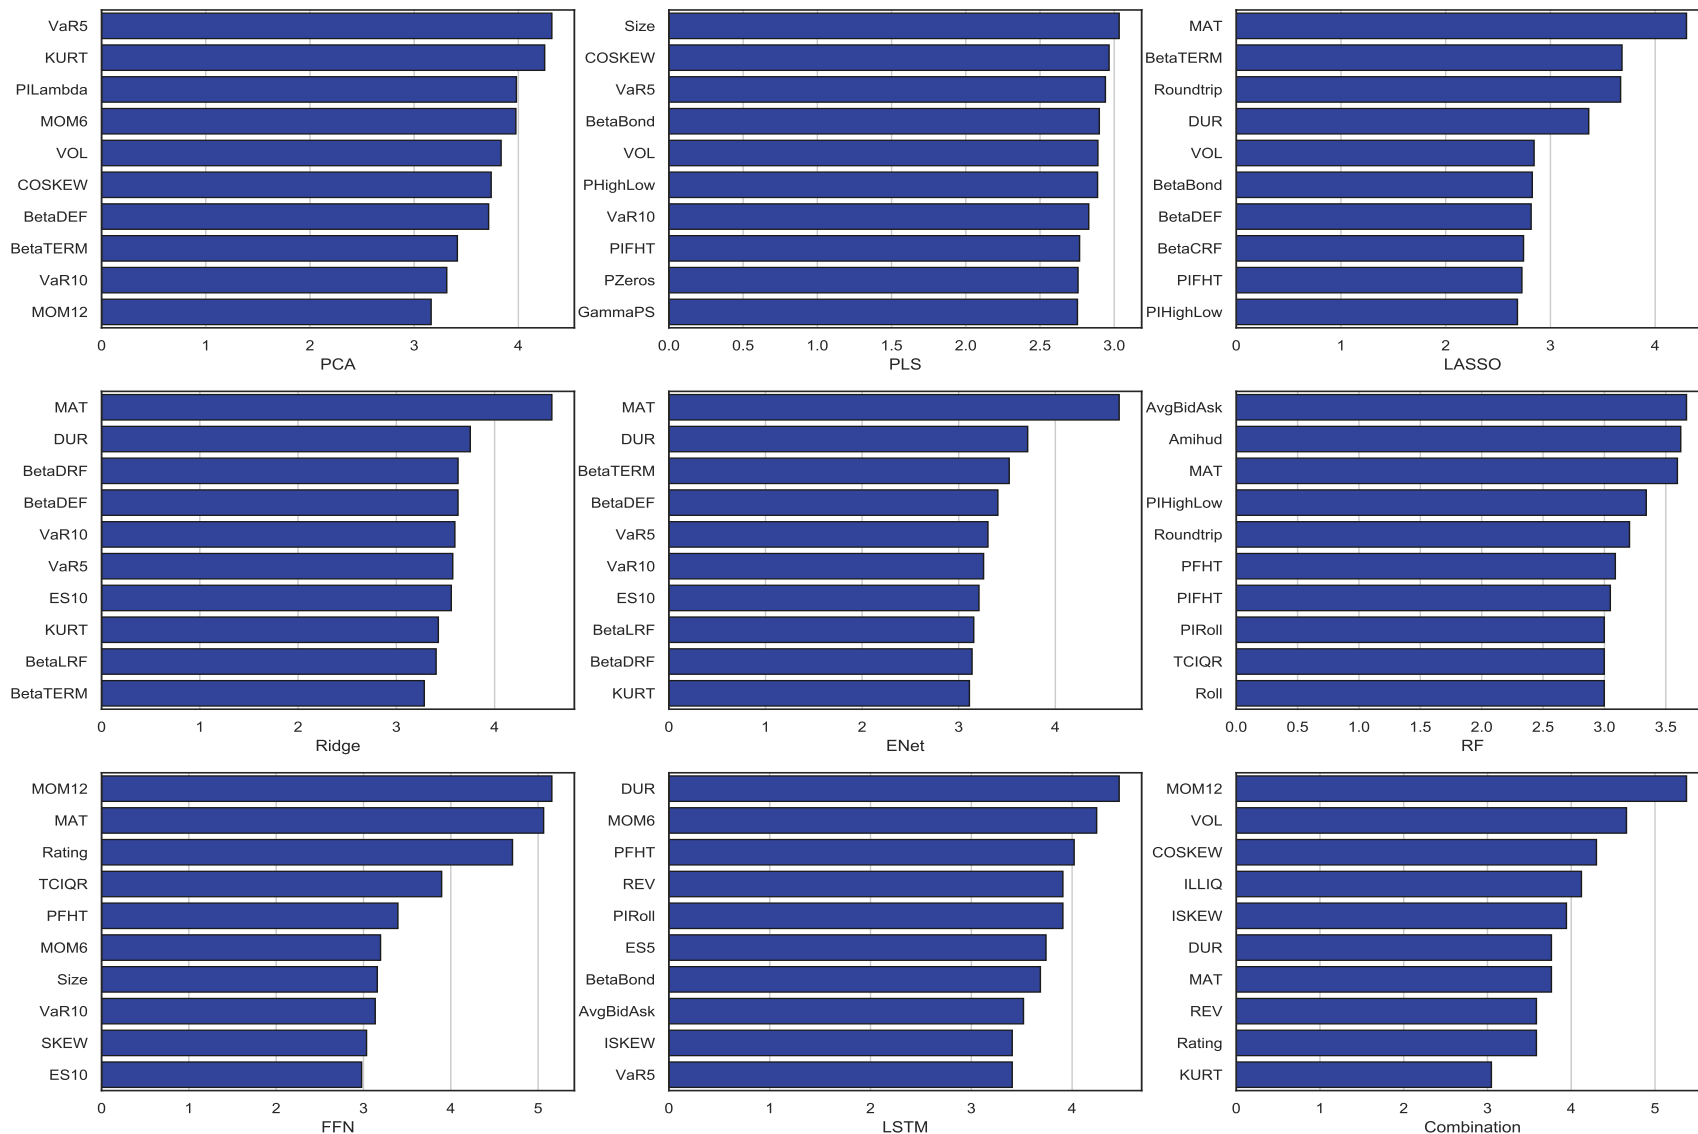 VaR5
KURT
PILambda
MOM6
VOL
COSKEW
BetaDEF
BetaTERM
VaR10
MOM12
0 1 2 3 4
PCA
Size
COSKEW
VaR5
BetaBond
VOL
PHighLow
VaR10
PIFHT
PZeros
GammaPS
0.0 0.5 1.0 1.5 2.0 2.5 3.0
PLS
MAT
BetaTERM
Roundtrip
DUR
VOL
BetaBond
BetaDEF
BetaCRF
PIFHT
PIHighLow
0 1 2 3 4
LASSO
MAT
DUR
BetaDRF
BetaDEF
VaR10
VaR5
ES10
KURT
BetaLRF
BetaTERM
0 1 2 3 4
Ridge
MAT
DUR
BetaTERM
BetaDEF
VaR5
VaR10
ES10
BetaLRF
BetaDRF
KURT
0 1 2 3 4
ENet
AvgBidAsk
Amihud
MAT
PIHighLow
Roundtrip
PFHT
PIFHT
PIRoll
TCIQR
Roll
0.0 0.5 1.0 1.5 2.0 2.5 3.0 3.5
RF
MOM12
MAT
Rating
TCIQR
PFHT
MOM6
Size
VaR10
SKEW
ES10
0 1 2 3 4 5
FFN
DUR
MOM6
PFHT
REV
PIRoll
ES5
BetaBond
AvgBidAsk
ISKEW
VaR5
0 1 2 3 4
LSTM
MOM12
VOL
COSKEW
ILLIQ
ISKEW
DUR
MAT
REV
Rating
KURT
0 1 2 3 4 5
Combination